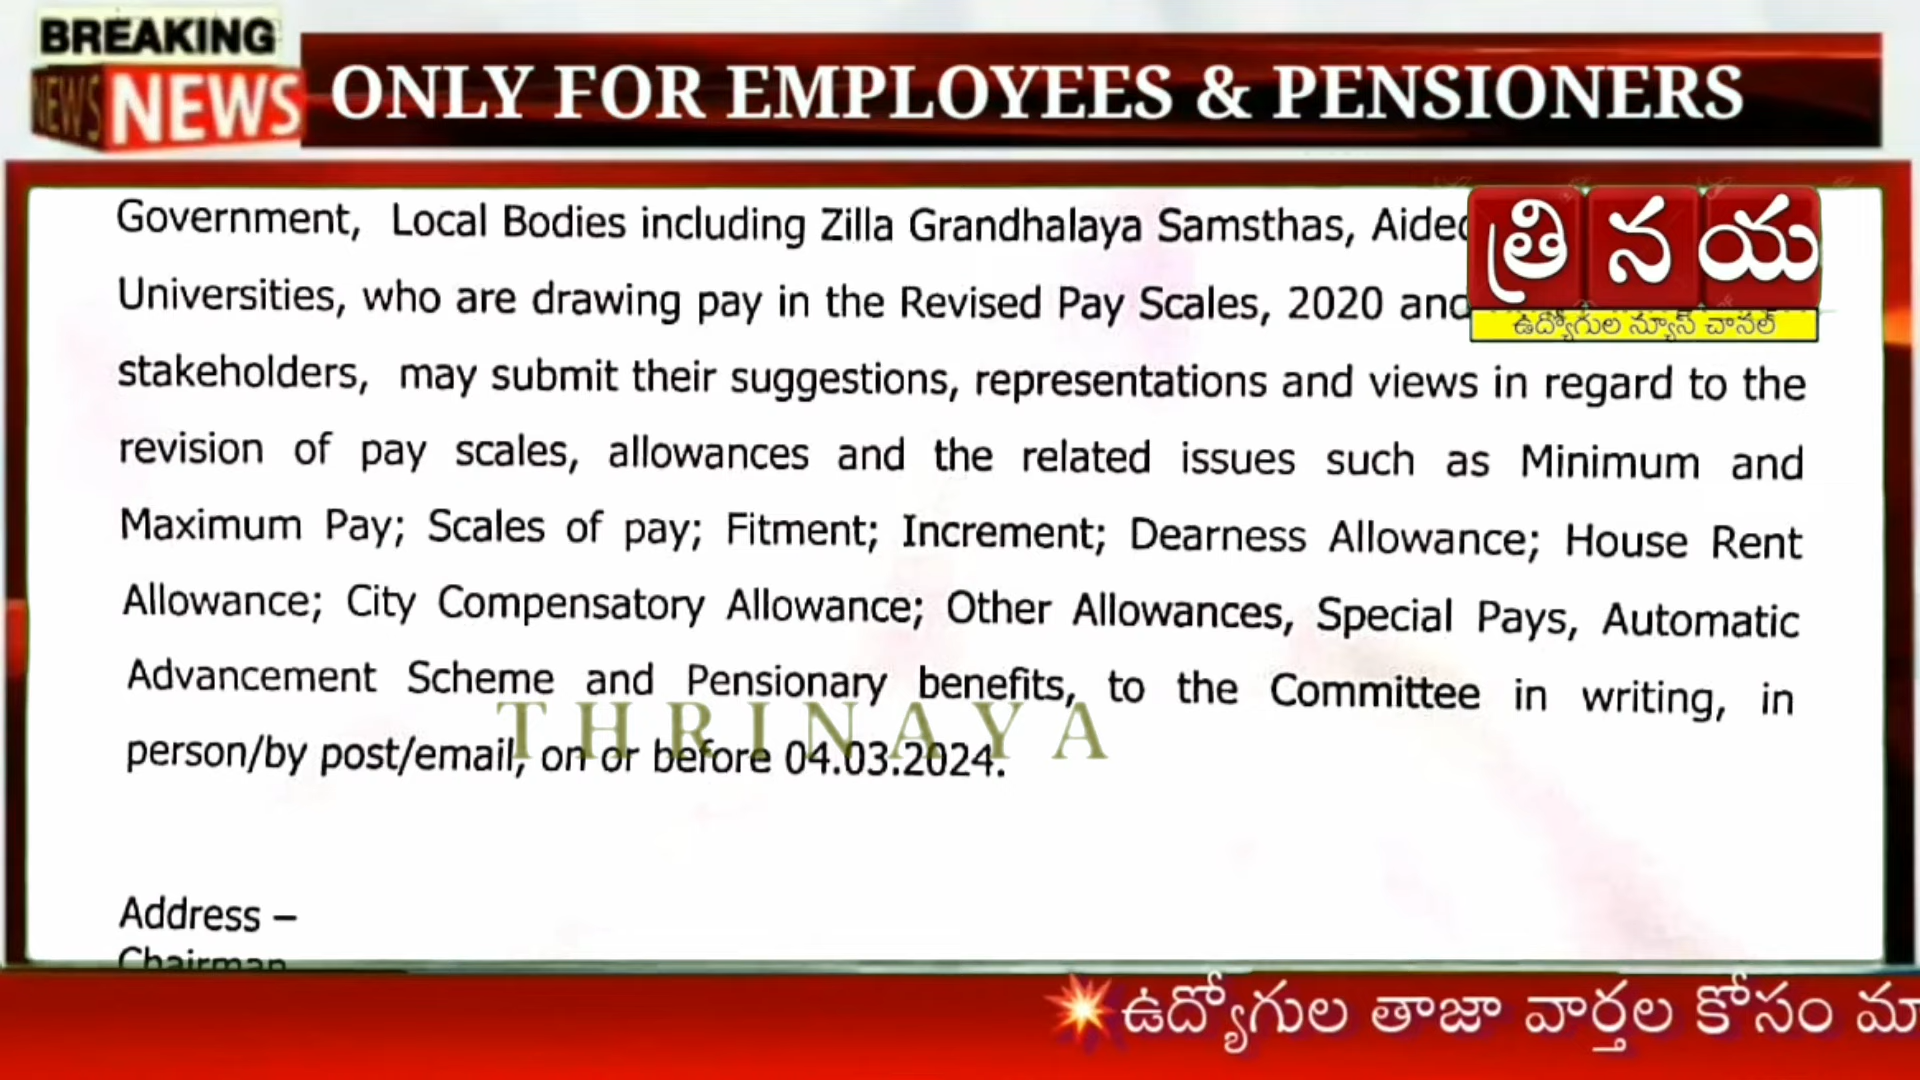 BREAKING
NEWS NEWS
ONLY FOR EMPLOYEES & PENSIONERS
Government, Local Bodies including Zilla Grandhalaya Samsthas,
త్రినయ
ఉద్యోగుల న్యూస్ చానల్
Universities, who are drawing pay in the Revised Pay Scales, 2020 and
stakeholders, may submit their suggestions, representations and views in regard to the
revision of pay scales, allowances and the related issues such as Minimum and
Maximum Pay; Scales of pay; Fitment; Increment; Dearness Allowance; House Rent
Allowance; City Compensatory Allowance; Other Allowances, Special Pays, Automatic
Advancement Scheme and Pensionary benefits, to the Committee in writing, in
THRINAYA
person/by post/email, on or before 04.03.2024.
Address –
Chairman
ఉద్యోగుల తాజా వార్తల కోసం మా